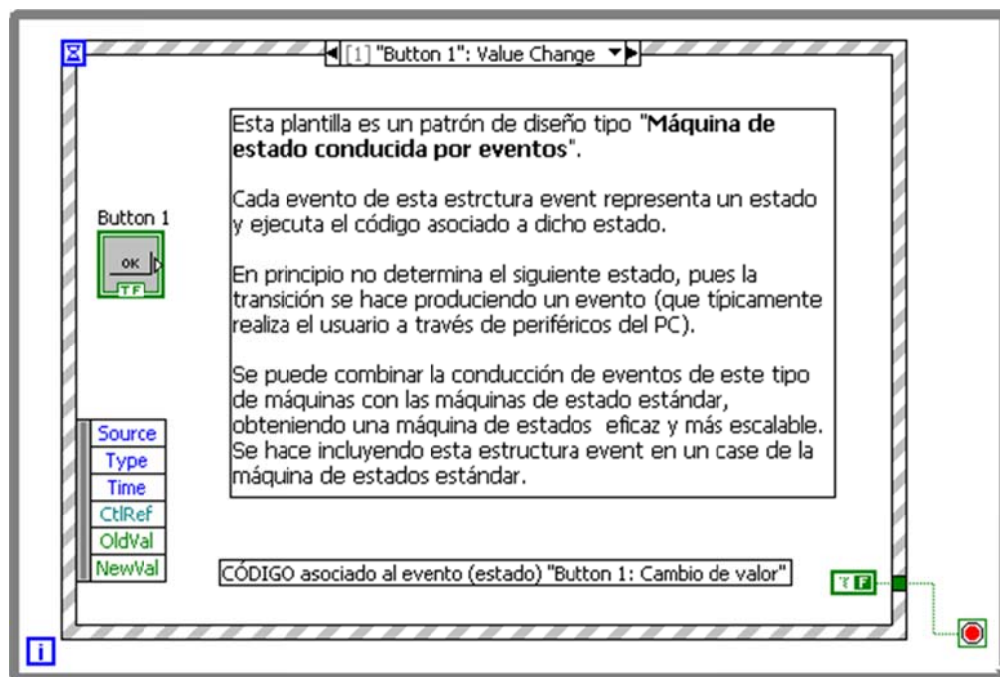 [1] "Button 1": Value Change
Esta plantilla es un patrón de diseño tipo "Máquina de
estado conducida por eventos".
Cada evento de esta estrctura event representa un estado
y ejecuta el código asociado a dicho estado.
En principio no determina el siguiente estado, pues la
transición se hace produciendo un evento (que típicamente
realiza el usuario a través de periféricos del PC).
Se puede combinar la conducción de eventos de este tipo
de máquinas con las máquinas de estado estándar,
obteniendo una máquina de estados eficaz y más escalable.
Se hace incluyendo esta estructura event en un case de la
máquina de estados estándar.
Button 1
OK
TF
Source
Type
Time
CtlRef
OldVal
NewVal
CÓDIGO asociado al evento (estado) "Button 1: Cambio de valor"
T F
i